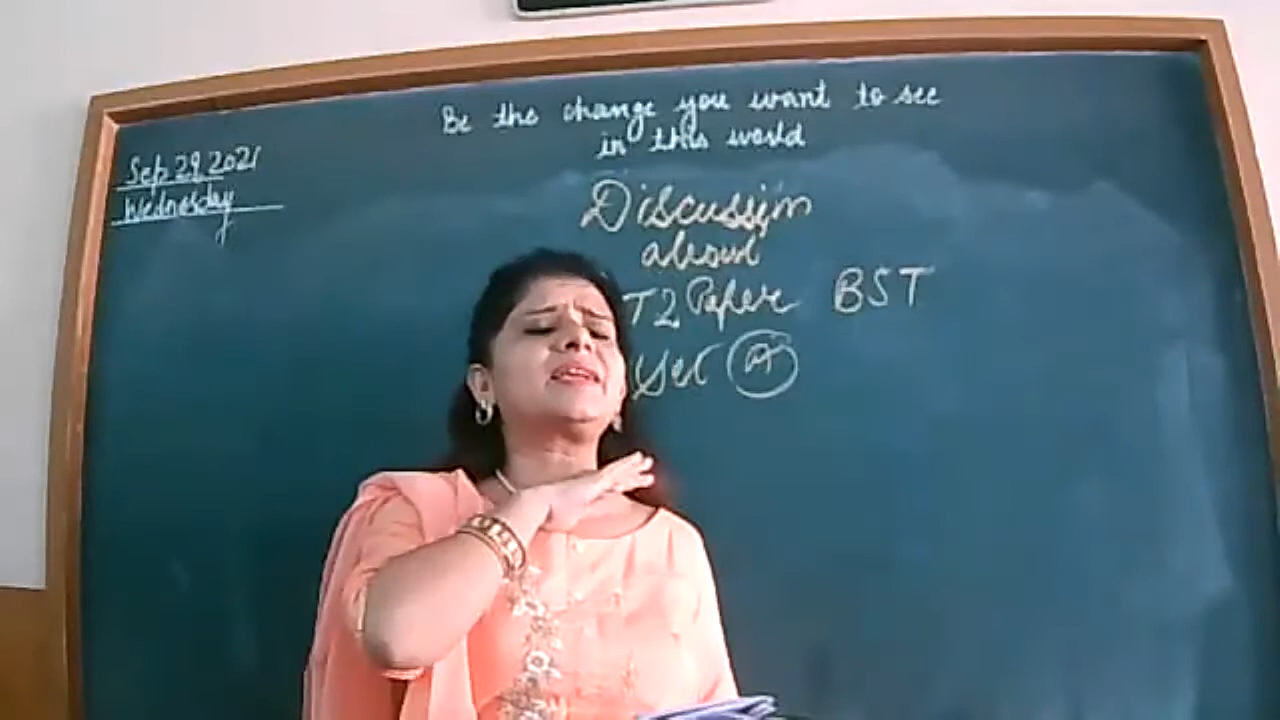 Be the change you want to see
in this world
Sep 29, 2021
Wednesday
Discussion
about
T2 Paper BST
Set A